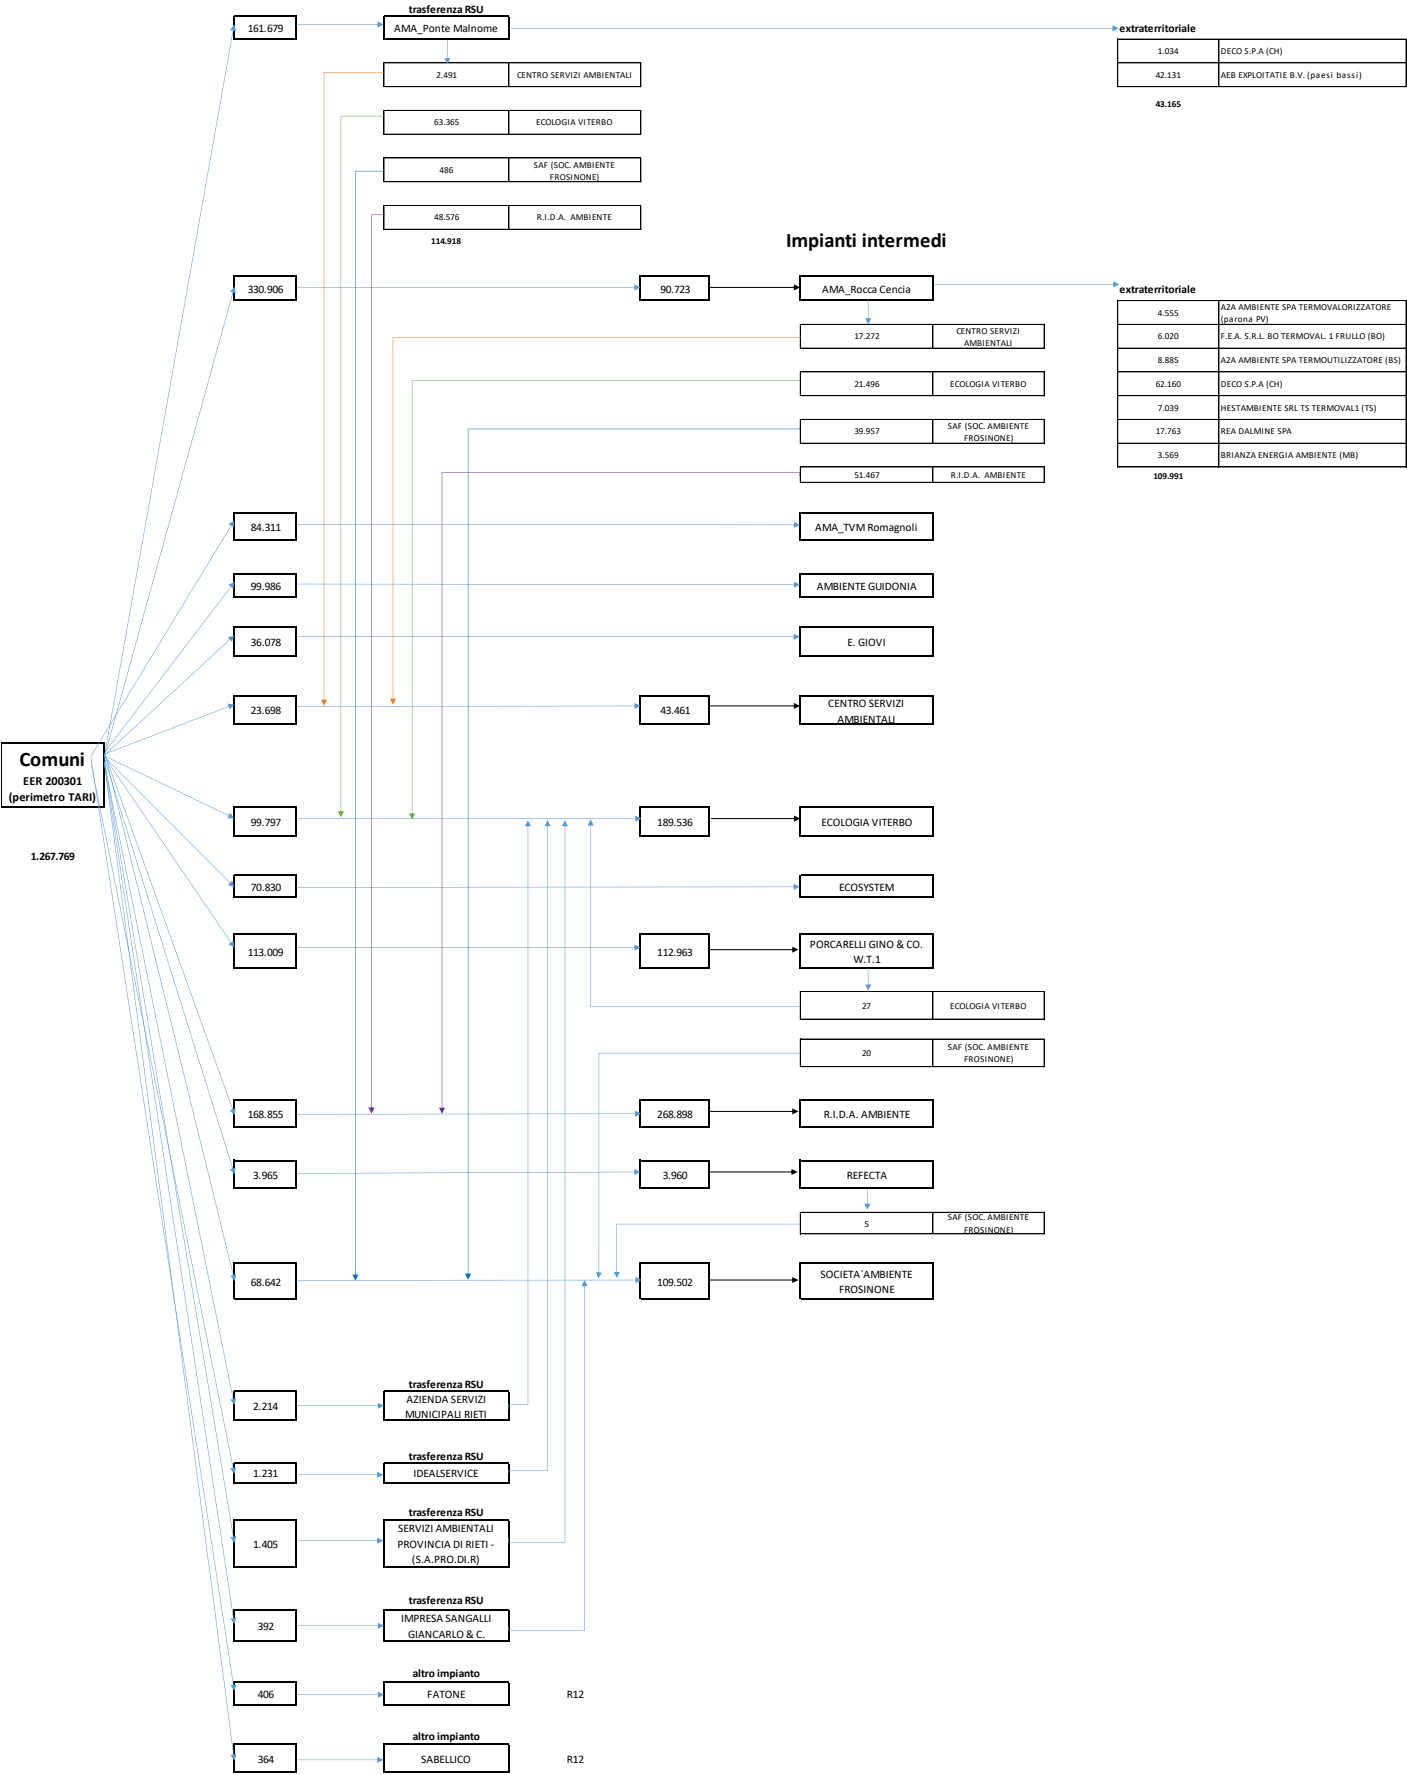 trasferenza RSU
161.679
AMA_Ponte Malnome
extraterritoriale
1.034
DECO S.P.A (CH)
42.131
AEB EXPLOITATIE B.V. (paesi bassi)
43.165
2.491
CENTRO SERVIZI AMBIENTALI
63.365
ECOLOGIA VITERBO
486
SAF (SOC. AMBIENTE
FROSINONE)
48.576
R.I.D.A. AMBIENTE
114.918
Impianti intermedi
330.906
90.723
AMA_Rocca Cencia
extraterritoriale
4.555
A2A AMBIENTE SPA TERMOVALORIZZATORE
(parona PV)
6.020
F.E.A. S.R.L. BO TERMOVAL. 1 FRULLO (BO)
8.885
A2A AMBIENTE SPA TERMOUTILIZZATORE (BS)
62.160
DECO S.P.A (CH)
7.039
HESTAMBIENTE SRL TS TERMOVAL1 (TS)
17.763
REA DALMINE SPA
3.569
BRIANZA ENERGIA AMBIENTE (MB)
109.991
17.272
CENTRO SERVIZI
AMBIENTALI
21.496
ECOLOGIA VITERBO
39.957
SAF (SOC. AMBIENTE
FROSINONE)
51.467
R.I.D.A. AMBIENTE
84.311
AMA_TVM Romagnoli
99.986
AMBIENTE GUIDONIA
36.078
E. GIOVI
23.698
43.461
CENTRO SERVIZI
AMBIENTALI
Comuni
EER 200301
(perimetro TARI)
1.267.769
99.797
189.536
ECOLOGIA VITERBO
70.830
ECOSYSTEM
113.009
112.963
PORCARELLI GINO & CO.
W.T.1
27
ECOLOGIA VITERBO
20
SAF (SOC. AMBIENTE
FROSINONE)
168.855
268.898
R.I.D.A. AMBIENTE
3.965
3.960
REFECTA
5
SAF (SOC. AMBIENTE
FROSINONE)
68.642
109.502
SOCIETA`AMBIENTE
FROSINONE
trasferenza RSU
2.214
AZIENDA SERVIZI
MUNICIPALI RIETI
trasferenza RSU
1.231
IDEALSERVICE
trasferenza RSU
1.405
SERVIZI AMBIENTALI
PROVINCIA DI RIETI -
(S.A.PRO.DI.R)
trasferenza RSU
392
IMPRESA SANGALLI
GIANCARLO & C.
altro impianto
406
FATONE
R12
altro impianto
364
SABELLICO
R12